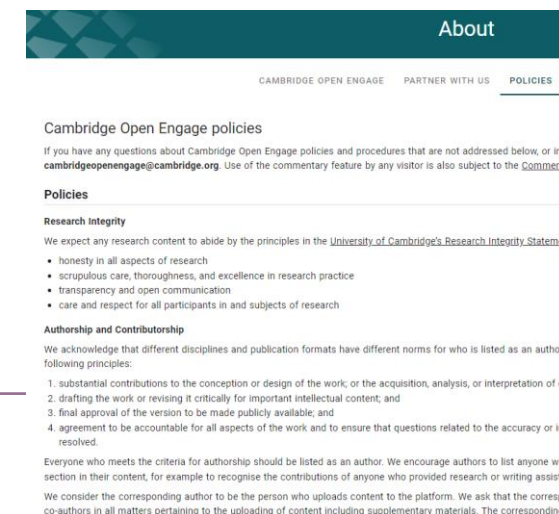 About
CAMBRIDGE OPEN ENGAGE PARTNER WITH US POLICIES
Cambridge Open Engage policies
If you have any questions about Cambridge Open Engage policies and procedures that are not addressed below, or
cambridgeopenengage@cambridge.org. Use of the commentary feature by any visitor is also subject to the
Policies
Research Integrity
We expect any research content to abide by the principles in the University of Cambridge's Research Integrity
• honesty in all aspects of research
• scrupulous care, thoroughness, and excellence in research practice
• transparency and open communication
• care and respect for all participants in and subjects of research
Authorship and Contributorship
We acknowledge that different disciplines and publication formats have different norms for who is listed as an
following principles:
1. substantial contributions to the conception or design of the work; or the acquisition, analysis, or interpretation of
2. drafting the work or revising it critically for important intellectual content; and
3. final approval of the version to be made publicly available; and
4. agreement to be accountable for all aspects of the work and to ensure that questions related to the accuracy or
resolved.
Everyone who meets the criteria for authorship should be listed as an author. We encourage authors to list anyone
section in their content, for example to recognise the contributions of anyone who provided research or writing
We consider the corresponding author to be the person who uploads content to the platform. We ask that the
co-authors in all matters pertaining to the uploading of content including supplementary materials. The